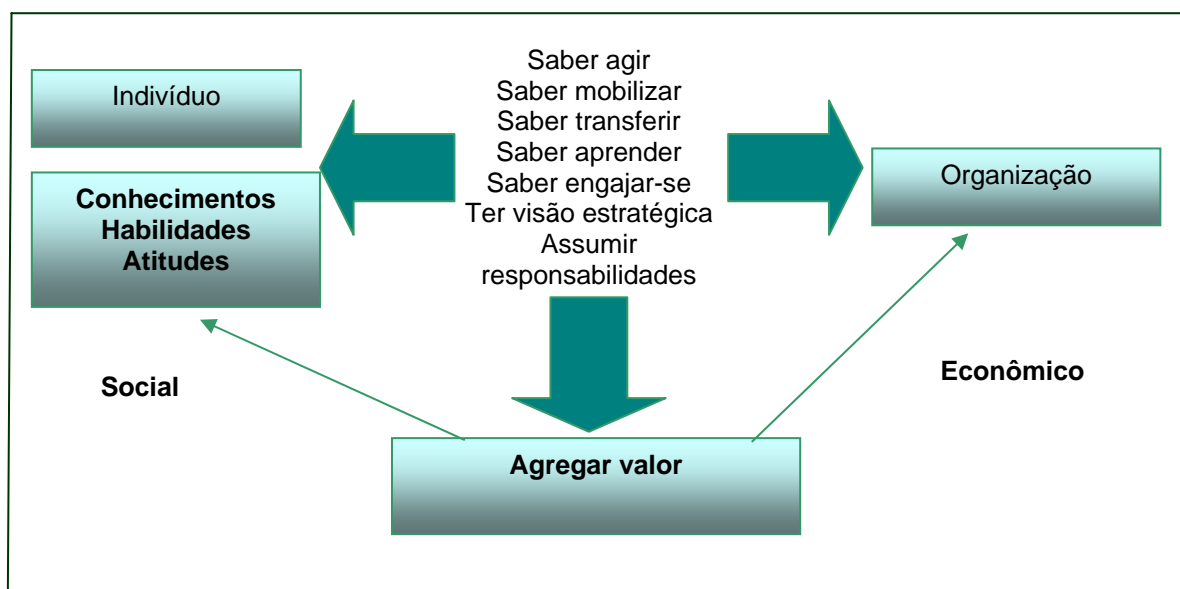 Indivíduo
Conhecimentos
Habilidades
Atitudes
Saber agir
Saber mobilizar
Saber transferir
Saber aprender
Saber engajar-se
Ter visão estratégica
Assumir
responsabilidades
Organização
Social
Econômico
Agregar valor